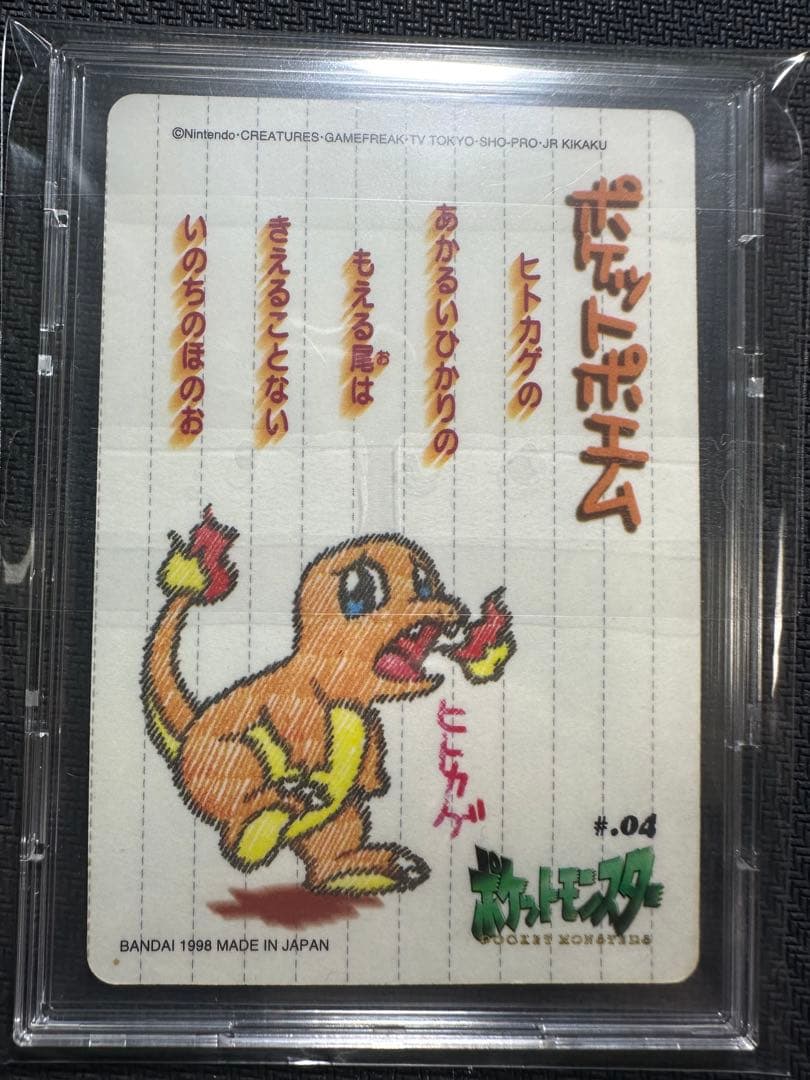 ©Nintendo・CREATURES・GAMEFREAK・TV TOKYO・SHO-PRO・JR KIKAKU
ポケットポエム
ヒトカゲの
あかるいひかりの
もえる尾は
お
きえることない
いのちのほのお
ヒトカゲ
#.04
ポケットモンスター
POCKET MONSTERS
BANDAI 1998 MADE IN JAPAN